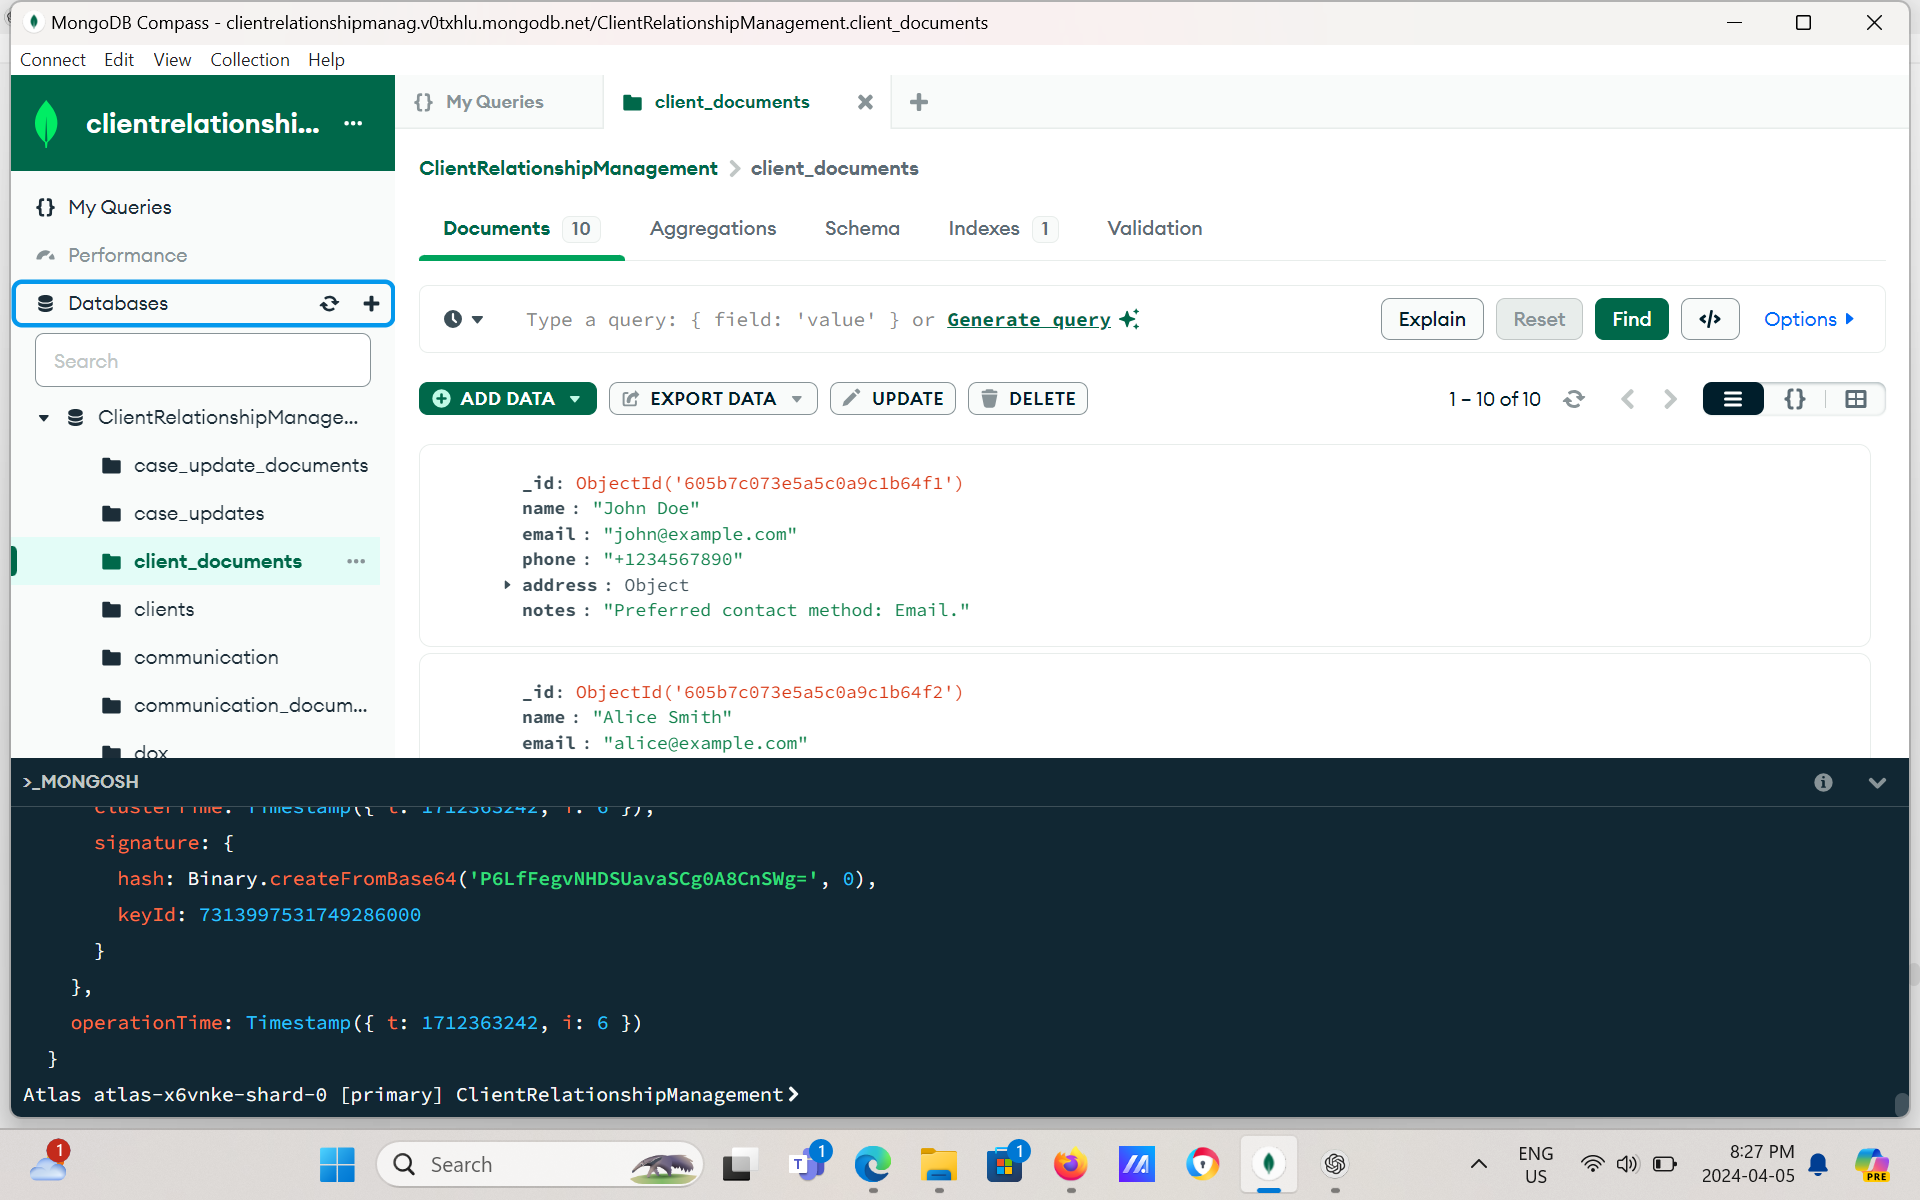 MongoDB Compass - clientrelationshipmanag.v0txhlu.mongodb.net/ClientRelationshipManagement.client_documents
Connect Edit View Collection Help
clientrelationshi... ...
My Queries
Performance
Databases
Search
ClientRelationshipManage...
case_update_documents
case_updates
client_documents ...
clients
communication
communication_docum...
dox
{} My Queries
client_documents
ClientRelationshipManagement > client_documents
Documents 10 Aggregations Schema Indexes 1 Validation
Type a query: { field: 'value' } or Generate query
Explain Reset Find </> Options
ADD DATA EXPORT DATA UPDATE DELETE 1 – 10 of 10 {}
_id: ObjectId('605b7c073e5a5c0a9c1b64f1')
name : "John Doe"
email : "john@example.com"
phone : "+1234567890"
address : Object
notes : "Preferred contact method: Email."
_id: ObjectId('605b7c073e5a5c0a9c1b64f2')
name : "Alice Smith"
email : "alice@example.com"
>_MONGOSH
clusterTime: Timestamp({ t: 1712363242, i: 6 }),
signature: {
hash: Binary.createFromBase64('P6LfFegvNHDSUavaSCg0A8CnSWg=', 0),
keyId: 7313997531749286000
}
},
operationTime: Timestamp({ t: 1712363242, i: 6 })
}
Atlas atlas-x6vnke-shard-0 [primary] ClientRelationshipManagement>
1
Search
T 1
1
ENG
US
8:27 PM
2024-04-05
PRE